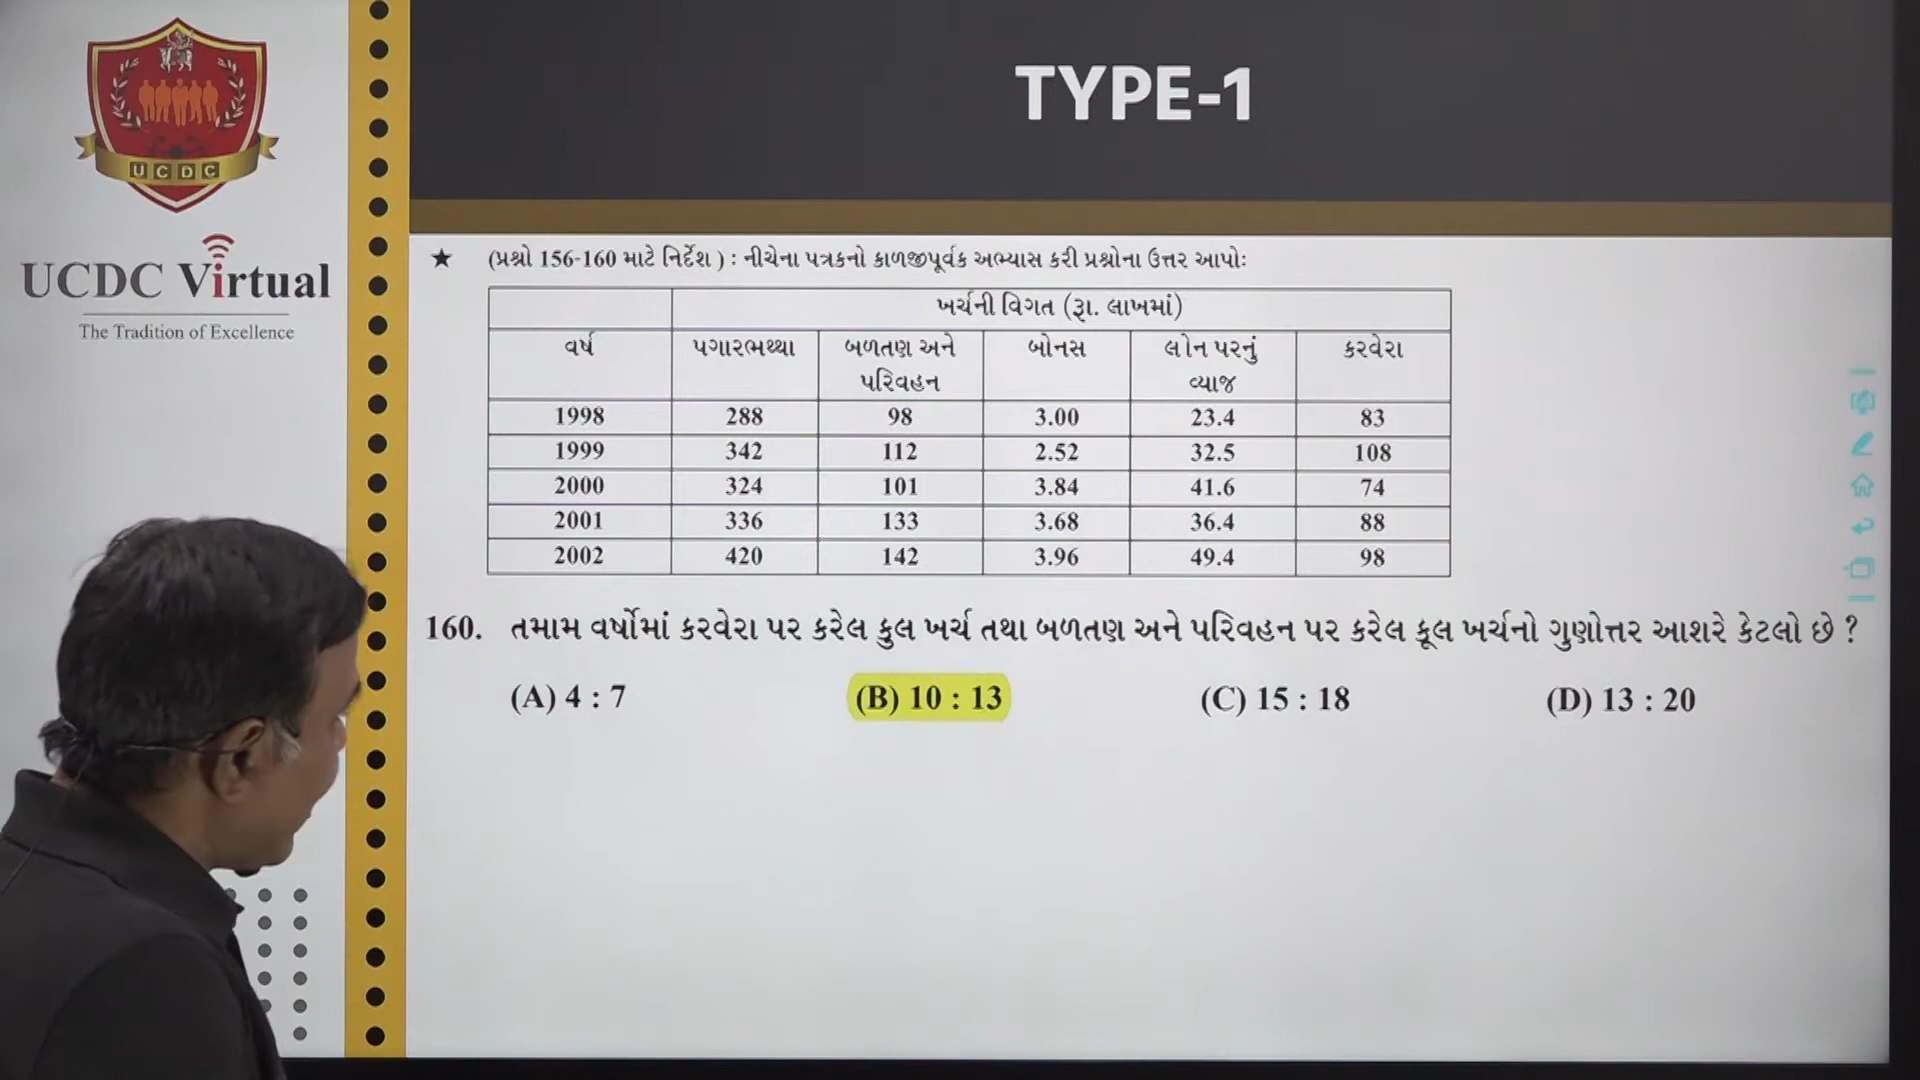 UCDC
UCDC Virtual
The Tradition of Excellence
TYPE-1
★ (પ્રશ્નો 156-160 માટે નિર્દેશ) : નીચેના પત્રકનો કાળજીપૂર્વક અભ્યાસ કરી પ્રશ્નોના ઉત્તર આપોઃ
ખર્ચની વિગત (રૂા. લાખમાં)
વર્ષ પગારભથ્થા બળતણ અને પરિવહન બોનસ લોન પરનું વ્યાજ કરવેરા
1998 288 98 3.00 23.4 83
1999 342 112 2.52 32.5 108
2000 324 101 3.84 41.6 74
2001 336 133 3.68 36.4 88
2002 420 142 3.96 49.4 98
160. તમામ વર્ષોમાં કરવેરા પર કરેલ કુલ ખર્ચ તથા બળતણ અને પરિવહન પર કરેલ કૂલ ખર્ચનો ગુણોત્તર આશરે કેટલો છે ?
(A) 4 : 7 (B) 10 : 13 (C) 15 : 18 (D) 13 : 20